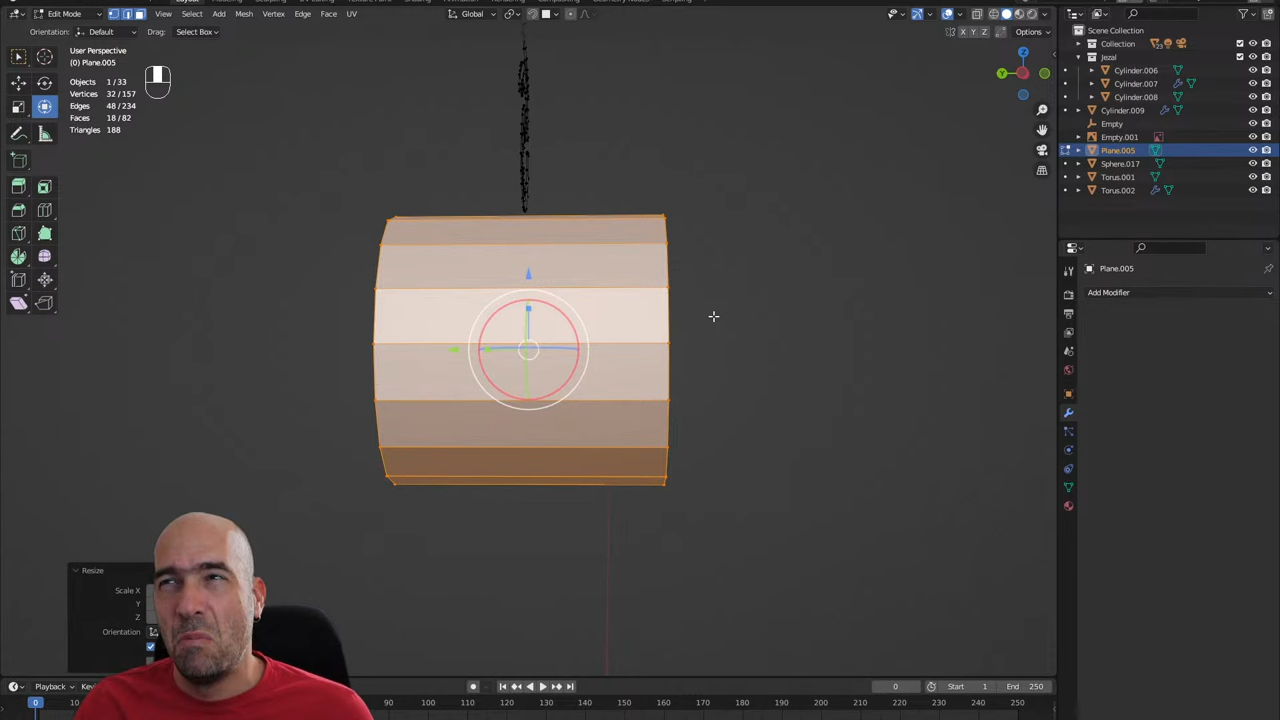 Global
Options
Edit Mode
View
Select
Add
Mesh
Vertex
Edge
Face
UV
Orientation:
Default
Drag:
Select Box
X
Y
Z
User Perspective
(0) Plane.005
Objects 1/33
Vertices 32/157
Edges 48/234
Faces 18/82
Triangles 188
Z
Y
Scene Collection
Collection
23
Jezal
Cylinder.006
Cylinder.007
Cylinder.008
Cylinder.009
Empty
Empty.001
Plane.005
Sphere.017
Torus.001
Torus.002
Plane.005
Add Modifier
Resize
Scale X
Y
Z
Orientation
Playback
0
Start 1
End 250
0
10
80
90
100
110
120
130
140
150
160
170
180
190
200
210
220
230
240
250